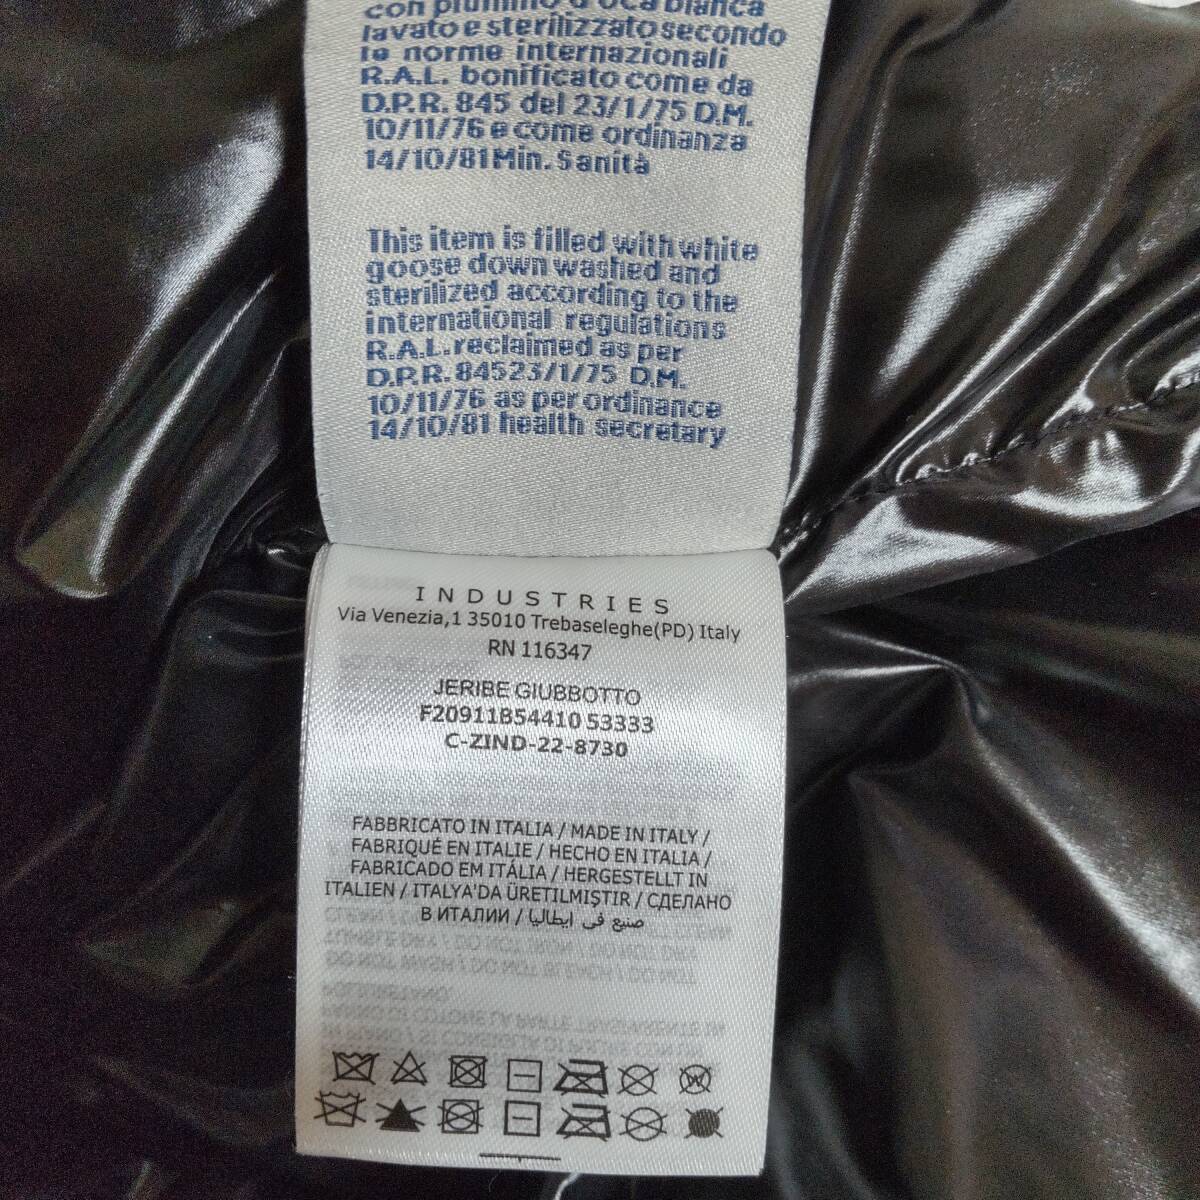 con piumino d'oca bianca
lavato e sterilizzato secondo
le norme internazionali
R.A.L. bonificato come da
D.P.R. 845 del 23/1/75 D.M.
10/11/76 e come ordinanza
14/10/81 Min. Sanità
This item is filled with white
goose down washed and
sterilized according to the
international regulations
R.A.L. reclaimed as per
D.P.R. 84523/1/75 D.M.
10/11/76 as per ordinance
14/10/81 health secretary
INDUSTRIES
Via Venezia,1 35010 Trebaseleghe(PD) Italy
RN 116347
JERIBE GIUBBOTTO
F20911B54410 53333
C-ZIND-22-8730
FABBRICATO IN ITALIA / MADE IN ITALY /
FABRIQUÉ EN ITALIE / HECHO EN ITALIA /
FABRICADO EM ITÁLIA / HERGESTELLT IN
ITALIEN / ITALYA'DA ÜRETILMIŞTIR / СДЕЛАНО
В ИТАЛИИ / صنيع في إيطاليا